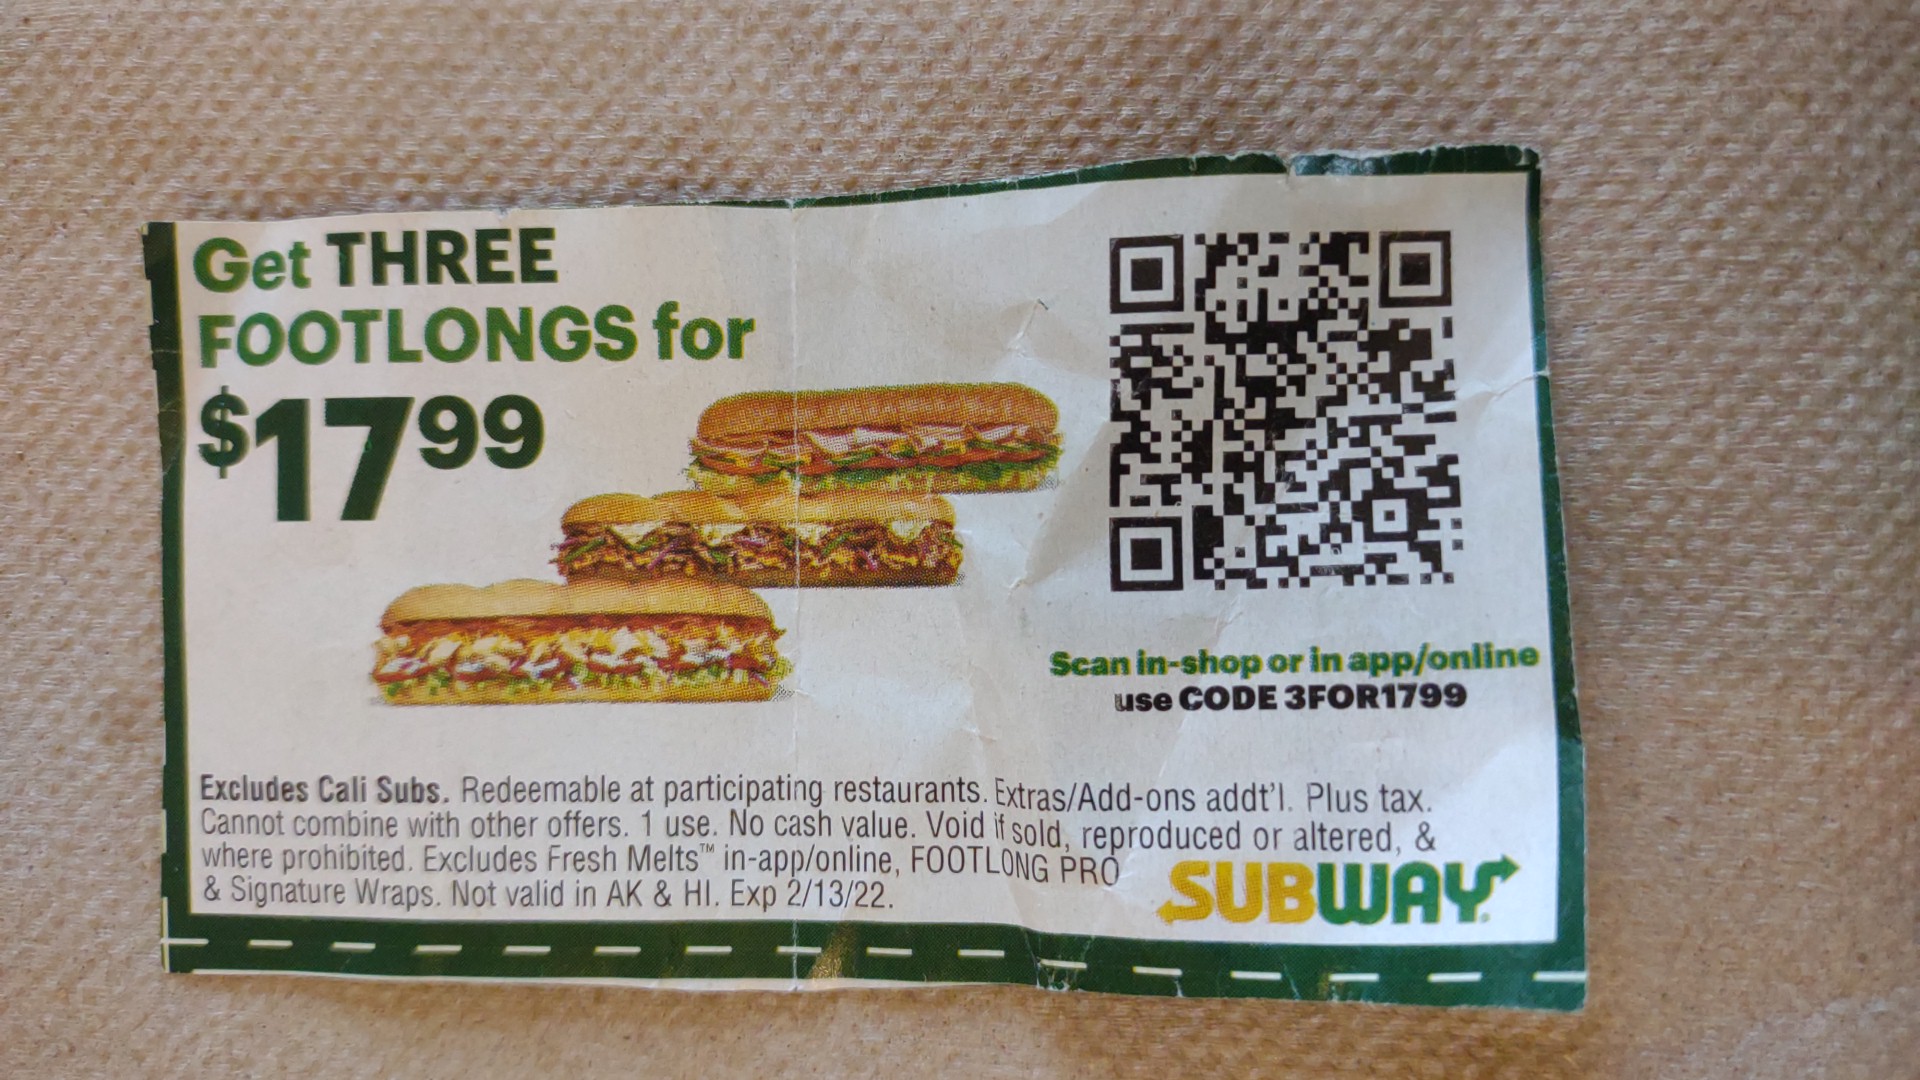 Get THREE
FOOTLONGS for
$17 99
Scan in-shop or in app/online
use CODE 3FOR1799
Excludes Cali Subs. Redeemable at participating restaurants. Extras/Add-ons addt'l. Plus tax.
Cannot combine with other offers. 1 use. No cash value. Void if sold, reproduced or altered, &
where prohibited. Excludes Fresh Melts™ in-app/online, FOOTLONG PRO
& Signature Wraps. Not valid in AK & HI. Exp 2/13/22.
SUBWAY